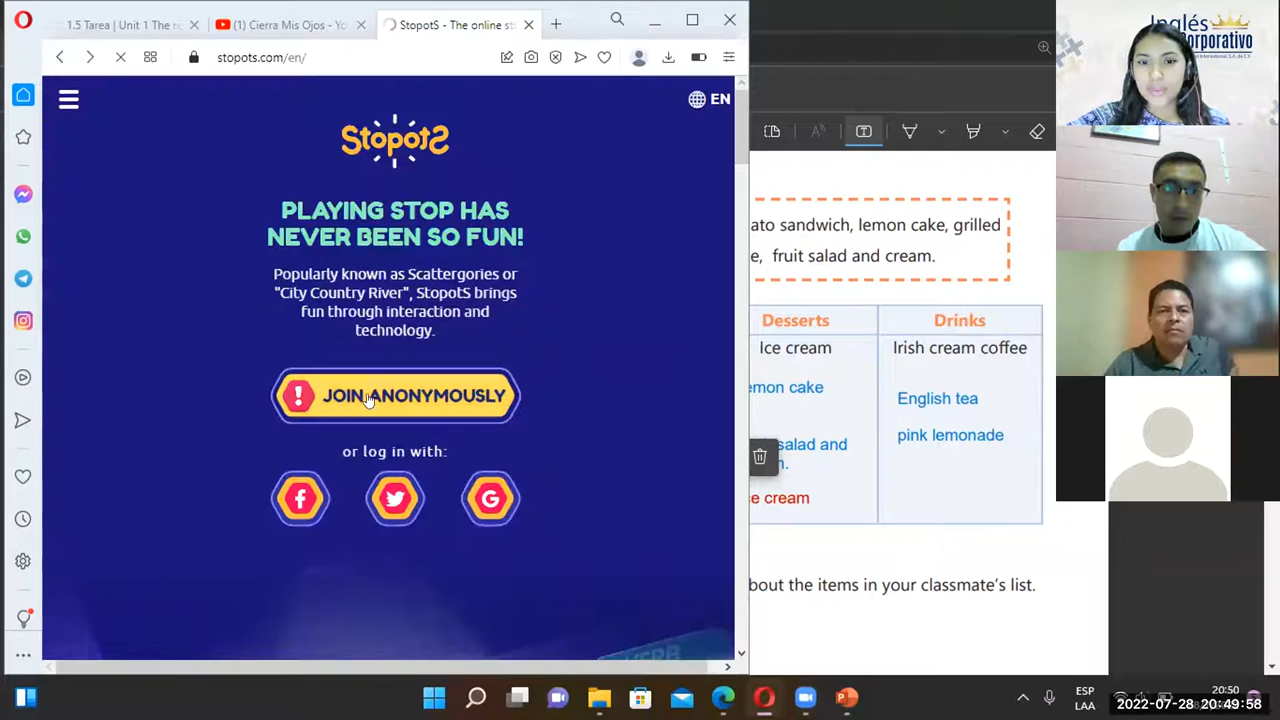 1.5 Tarea | Unit 1 The re
(1) Cierra Mis Ojos - Yo
StopotS - The online st
stopots.com/en/
EN
StopotS
PLAYING STOP HAS
NEVER BEEN SO FUN!
Popularly known as Scattergories or
"City Country River", StopotS brings
fun through interaction and
technology.
JOIN ANONYMOUSLY
or log in with:
VERB
ato sandwich, lemon cake, grilled
e, fruit salad and cream.
Desserts
Drinks
Ice cream
Irish cream coffee
emon cake
English tea
pink lemonade
salad and
ce cream
bout the items in your classmate's list.
Inglés
Corporativo
ESP
LAA
20:50
2022-07-28 20:49:58